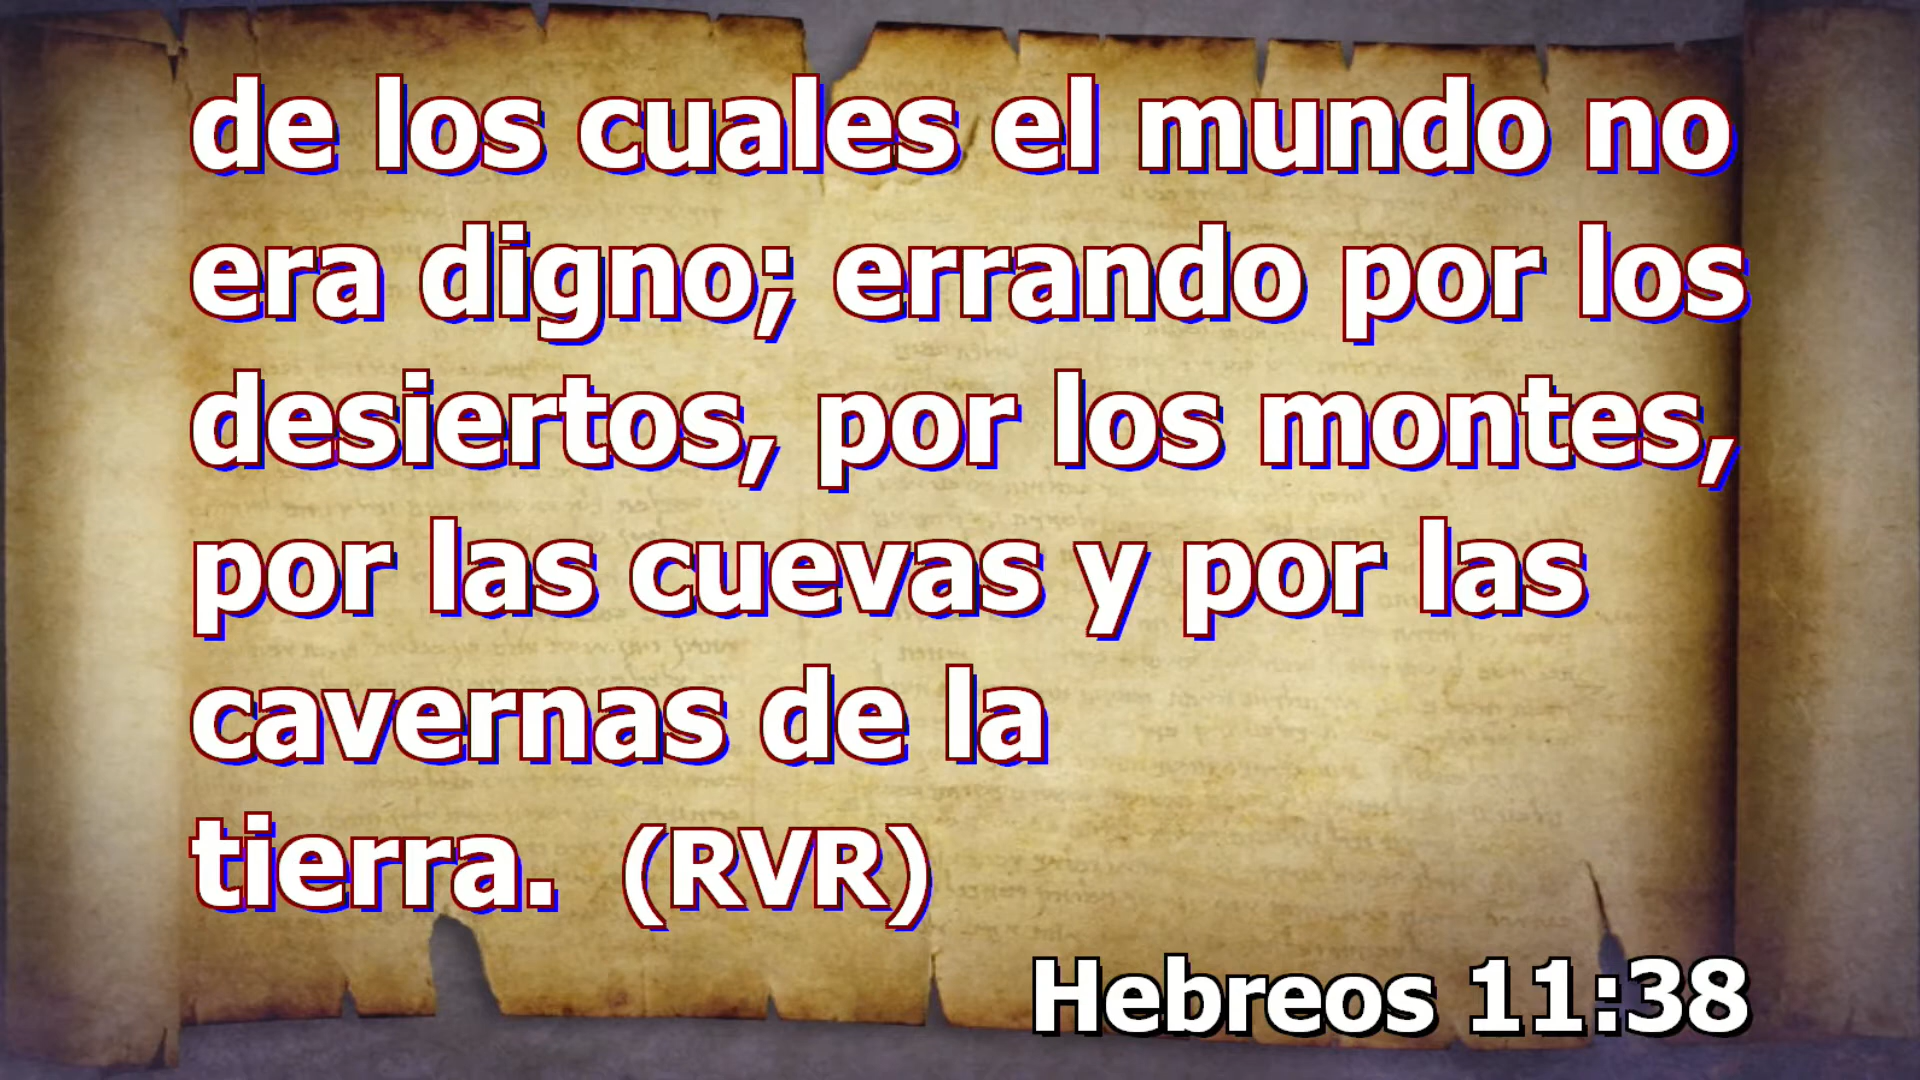 de los cuales el mundo no
era digno; errando por los
desiertos, por los montes,
por las cuevas y por las
cavernas de la
tierra. (RVR)
Hebreos 11:38